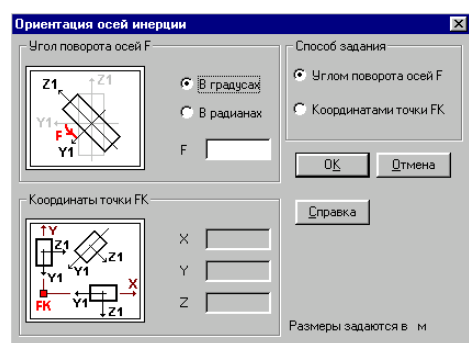 Ориентация осей инерции
Угол поворота осей F
Z1
Z1
Y1
F
Y1
В градусах
В радианах
F
Способ задания
Углом поворота осей F
Координатами точки FK
OK
Отмена
Справка
Координаты точки FK
Y
Z1
Z1
Y1
Y1
X
FK
Y1
Z1
X
Y
Z
Размеры задаются в м